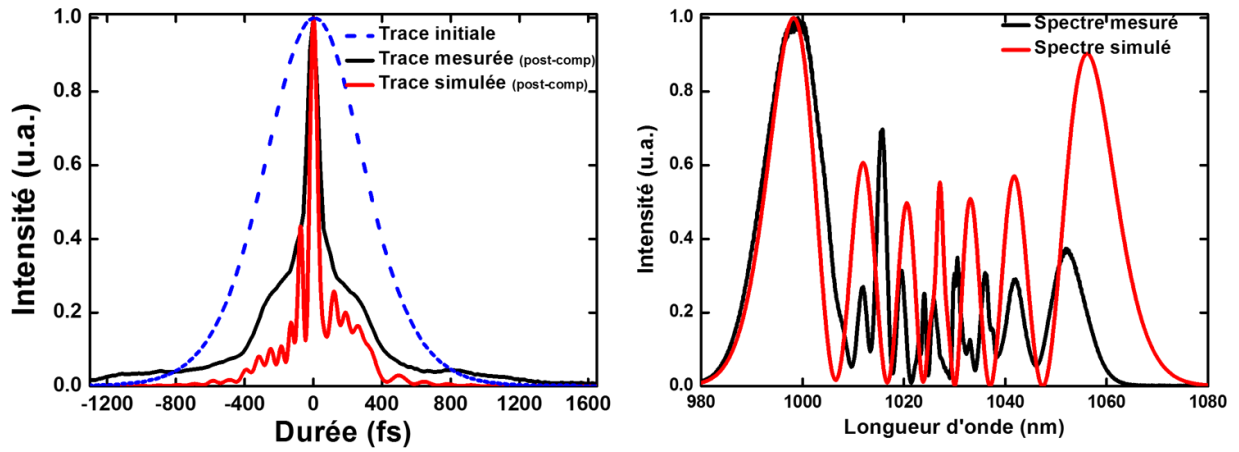 Intensité (u.a.)
1.0
0.8
0.6
0.4
0.2
0.0
Trace initiale
Trace mesurée (post-comp)
Trace simulée (post-comp)
-1200 -800 -400 0 400 800 1200 1600
Durée (fs)
Intensité (u.a.)
1.0
0.8
0.6
0.4
0.2
0.0
Spectre mesuré
Spectre simulé
980 1000 1020 1040 1060 1080
Longueur d'onde (nm)